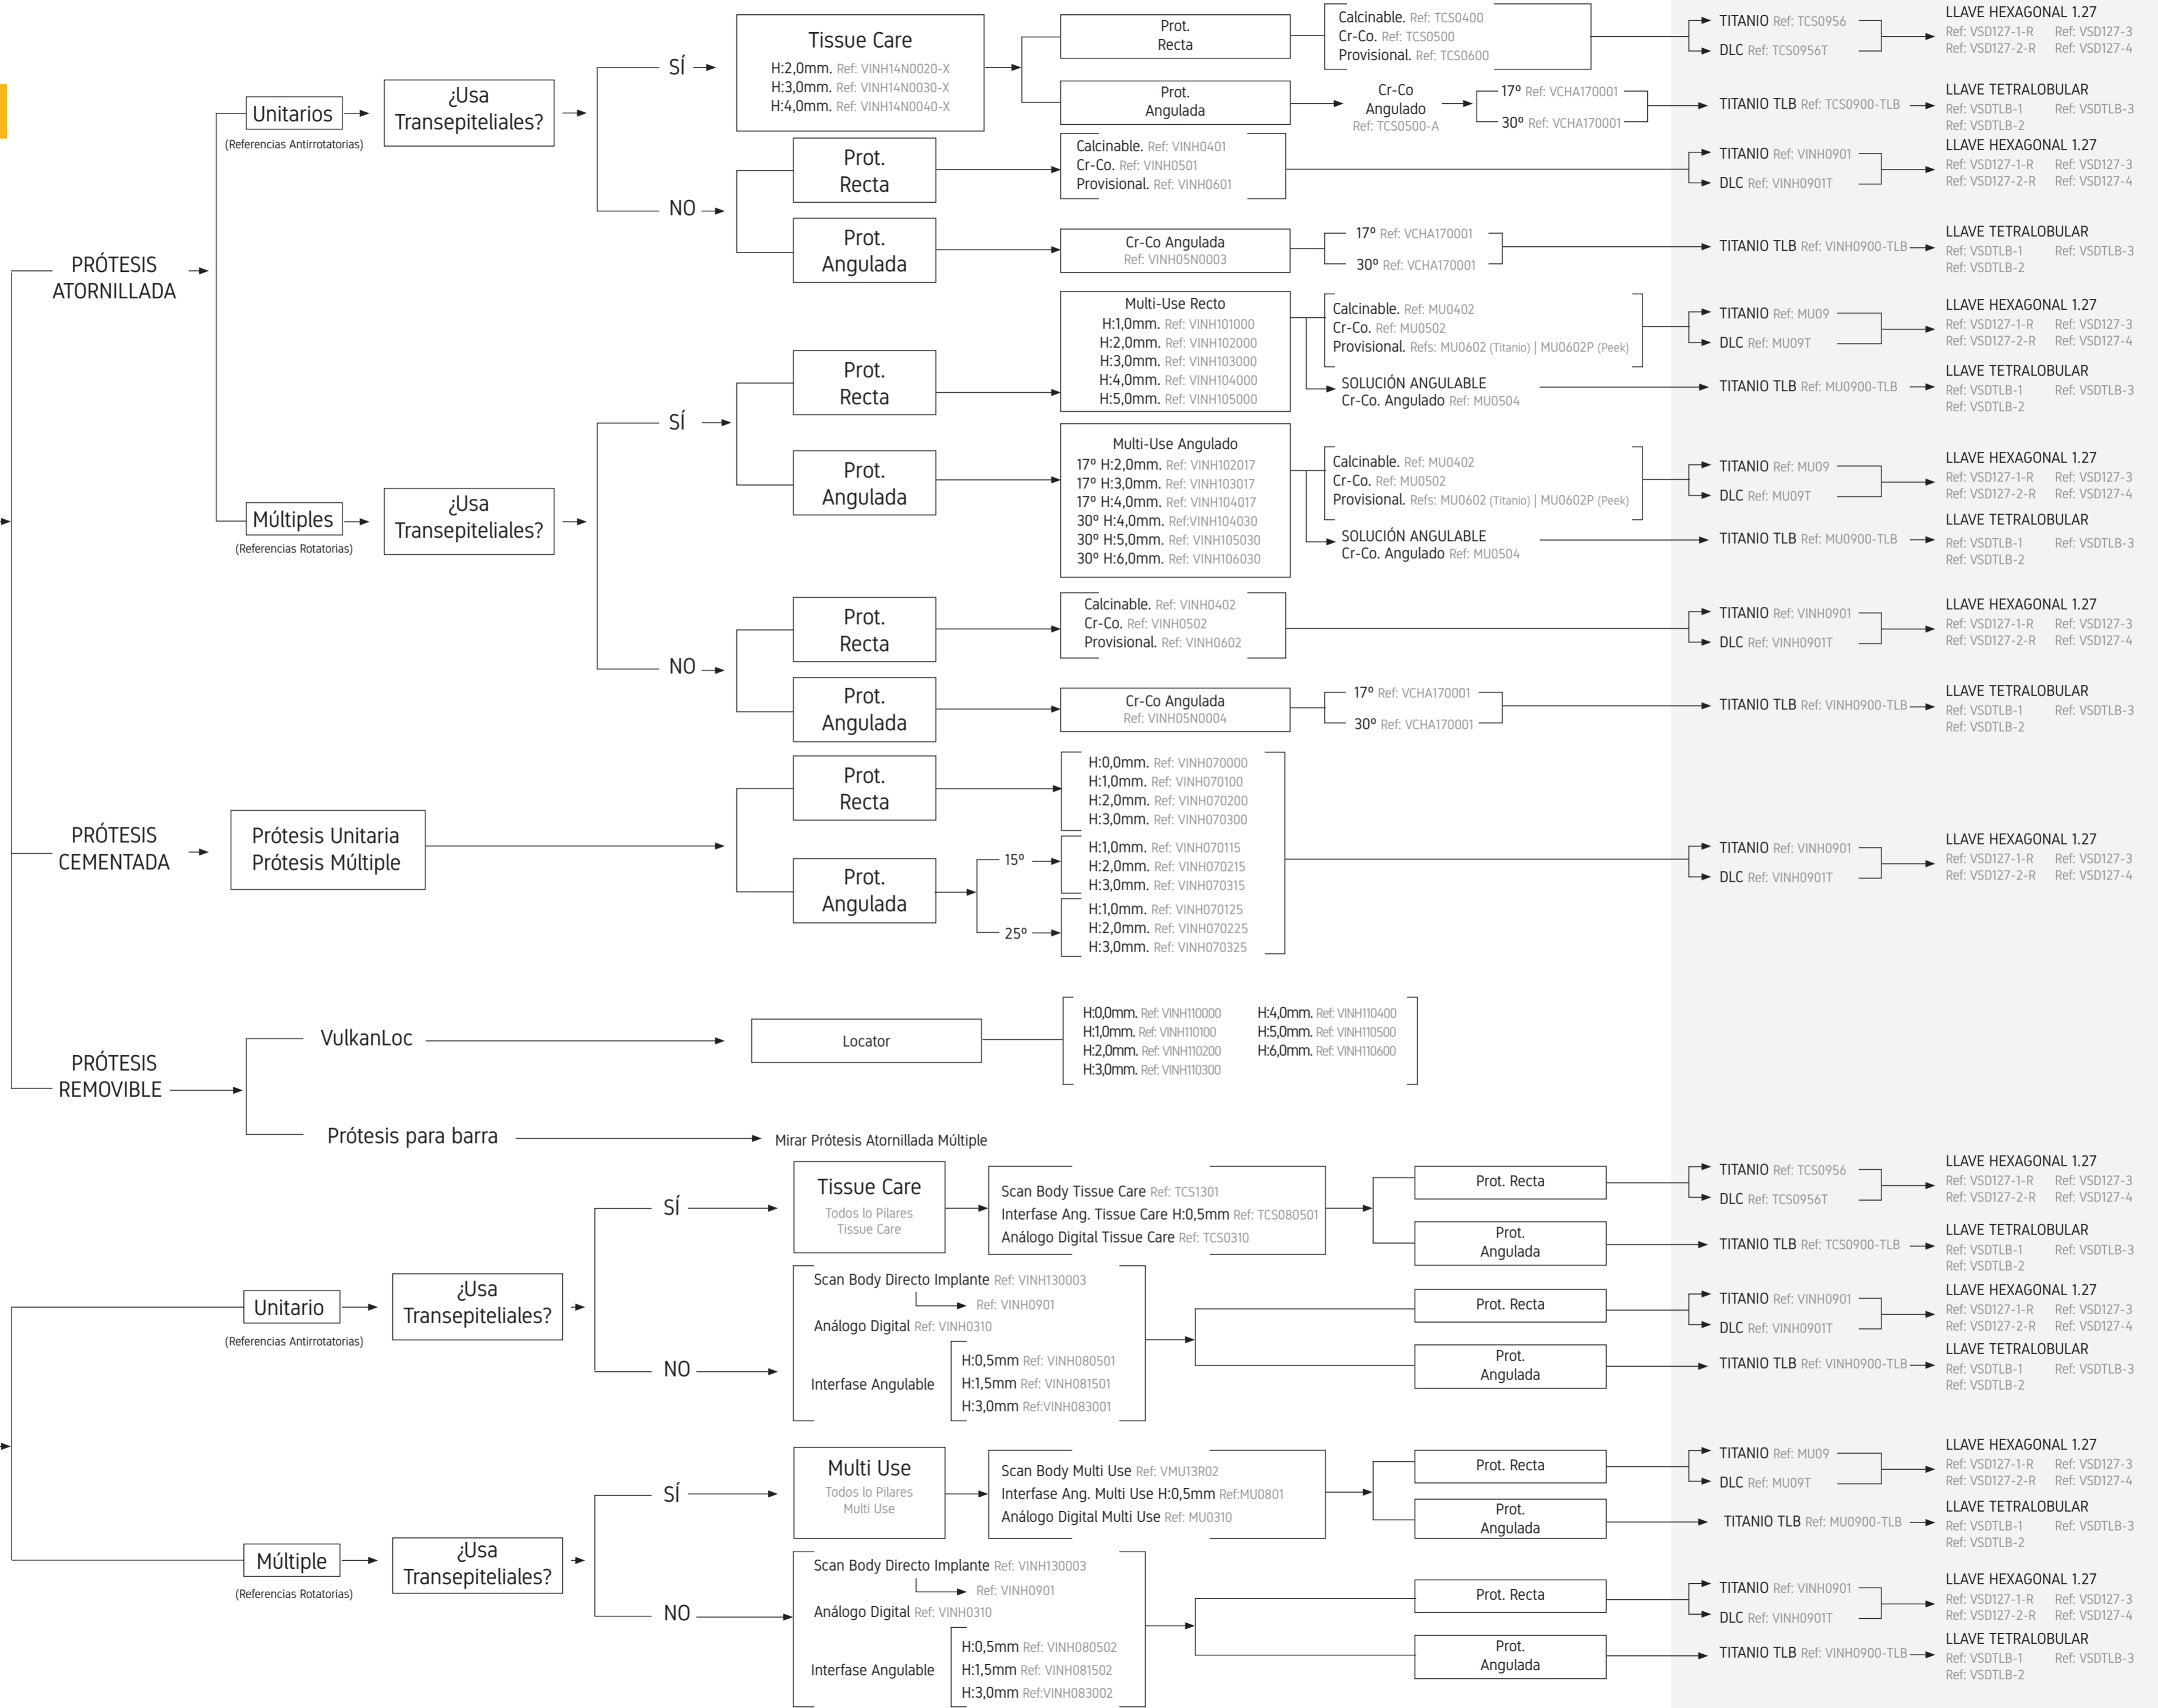 PRÓTESIS
ATORNILLADA
Unitarios
(Referencias Antirrotatorias)
¿Usa
Transepiteliales?
SÍ
Tissue Care
H:2,0mm. Ref: VINH14N0020-X
H:3,0mm. Ref: VINH14N0030-X
H:4,0mm. Ref: VINH14N0040-X
Prot.
Recta
Calcinable. Ref: TCS0400
Cr-Co. Ref: TCS0500
Provisional. Ref: TCS0600
TITANIO Ref: TCS0956
DLC Ref: TCS0956T
LLAVE HEXAGONAL 1.27
Ref: VSD127-1-R Ref: VSD127-3
Ref: VSD127-2-R Ref: VSD127-4
Prot.
Angulada
Cr-Co
Angulado
Ref: TCS0500-A
17º Ref: VCHA170001
30º Ref: VCHA170001
TITANIO TLB Ref: TCS0900-TLB
LLAVE TETRALOBULAR
Ref: VSDTLB-1 Ref: VSDTLB-3
Ref: VSDTLB-2
NO
Prot.
Recta
Calcinable. Ref: VINH0401
Cr-Co. Ref: VINH0501
Provisional. Ref: VINH0601
TITANIO Ref: VINH0901
DLC Ref: VINH0901T
LLAVE HEXAGONAL 1.27
Ref: VSD127-1-R Ref: VSD127-3
Ref: VSD127-2-R Ref: VSD127-4
Prot.
Angulada
Cr-Co Angulada
Ref: VINH05N0003
17º Ref: VCHA170001
30º Ref: VCHA170001
TITANIO TLB Ref: VINH0900-TLB
LLAVE TETRALOBULAR
Ref: VSDTLB-1 Ref: VSDTLB-3
Ref: VSDTLB-2
Múltiples
(Referencias Rotatorias)
¿Usa
Transepiteliales?
SÍ
Prot.
Recta
Multi-Use Recto
H:1,0mm. Ref: VINH101000
H:2,0mm. Ref: VINH102000
H:3,0mm. Ref: VINH103000
H:4,0mm. Ref: VINH104000
H:5,0mm. Ref: VINH105000
Calcinable. Ref: MU0402
Cr-Co. Ref: MU0502
Provisional. Refs: MU0602 (Titanio) | MU0602P (Peek)
TITANIO Ref: MU09
DLC Ref: MU09T
LLAVE HEXAGONAL 1.27
Ref: VSD127-1-R Ref: VSD127-3
Ref: VSD127-2-R Ref: VSD127-4
SOLUCIÓN ANGULABLE
Cr-Co. Angulado Ref: MU0504
TITANIO TLB Ref: MU0900-TLB
LLAVE TETRALOBULAR
Ref: VSDTLB-1 Ref: VSDTLB-3
Ref: VSDTLB-2
Prot.
Angulada
Multi-Use Angulado
17º H:2,0mm. Ref: VINH102017
17º H:3,0mm. Ref: VINH103017
17º H:4,0mm. Ref: VINH104017
30º H:4,0mm. Ref:VINH104030
30º H:5,0mm. Ref: VINH105030
30º H:6,0mm. Ref: VINH106030
Calcinable. Ref: MU0402
Cr-Co. Ref: MU0502
Provisional. Refs: MU0602 (Titanio) | MU0602P (Peek)
TITANIO Ref: MU09
DLC Ref: MU09T
LLAVE HEXAGONAL 1.27
Ref: VSD127-1-R Ref: VSD127-3
Ref: VSD127-2-R Ref: VSD127-4
SOLUCIÓN ANGULABLE
Cr-Co. Angulado Ref: MU0504
TITANIO TLB Ref: MU0900-TLB
LLAVE TETRALOBULAR
Ref: VSDTLB-1 Ref: VSDTLB-3
Ref: VSDTLB-2
NO
Prot.
Recta
Calcinable. Ref: VINH0402
Cr-Co. Ref: VINH0502
Provisional. Ref: VINH0602
TITANIO Ref: VINH0901
DLC Ref: VINH0901T
LLAVE HEXAGONAL 1.27
Ref: VSD127-1-R Ref: VSD127-3
Ref: VSD127-2-R Ref: VSD127-4
Prot.
Angulada
Cr-Co Angulada
Ref: VINH05N0004
17º Ref: VCHA170001
30º Ref: VCHA170001
TITANIO TLB Ref: VINH0900-TLB
LLAVE TETRALOBULAR
Ref: VSDTLB-1 Ref: VSDTLB-3
Ref: VSDTLB-2
PRÓTESIS
CEMENTADA
Prótesis Unitaria
Prótesis Múltiple
Prot.
Recta
H:0,0mm. Ref: VINH070000
H:1,0mm. Ref: VINH070100
H:2,0mm. Ref: VINH070200
H:3,0mm. Ref: VINH070300
Prot.
Angulada
15º
H:1,0mm. Ref: VINH070115
H:2,0mm. Ref: VINH070215
H:3,0mm. Ref: VINH070315
25º
H:1,0mm. Ref: VINH070125
H:2,0mm. Ref: VINH070225
H:3,0mm. Ref: VINH070325
TITANIO Ref: VINH0901
DLC Ref: VINH0901T
LLAVE HEXAGONAL 1.27
Ref: VSD127-1-R Ref: VSD127-3
Ref: VSD127-2-R Ref: VSD127-4
PRÓTESIS
REMOVIBLE
VulkanLoc
Locator
H:0,0mm. Ref: VINH110000 H:4,0mm. Ref: VINH110400
H:1,0mm. Ref: VINH110100 H:5,0mm. Ref: VINH110500
H:2,0mm. Ref: VINH110200 H:6,0mm. Ref: VINH110600
H:3,0mm. Ref: VINH110300
Prótesis para barra
Mirar Prótesis Atornillada Múltiple
Unitario
(Referencias Antirrotatorias)
¿Usa
Transepiteliales?
SÍ
Tissue Care
Todos lo Pilares
Tissue Care
Scan Body Tissue Care Ref: TCS1301
Interfase Ang. Tissue Care H:0,5mm Ref: TCS080501
Análogo Digital Tissue Care Ref: TCS0310
Prot. Recta
TITANIO Ref: TCS0956
DLC Ref: TCS0956T
LLAVE HEXAGONAL 1.27
Ref: VSD127-1-R Ref: VSD127-3
Ref: VSD127-2-R Ref: VSD127-4
Prot.
Angulada
TITANIO TLB Ref: TCS0900-TLB
LLAVE TETRALOBULAR
Ref: VSDTLB-1 Ref: VSDTLB-3
Ref: VSDTLB-2
NO
Scan Body Directo Implante Ref: VINH130003
Ref: VINH0901
Análogo Digital Ref: VINH0310
Interfase Angulable
H:0,5mm Ref: VINH080501
H:1,5mm Ref: VINH081501
H:3,0mm Ref:VINH083001
Prot. Recta
TITANIO Ref: VINH0901
DLC Ref: VINH0901T
LLAVE HEXAGONAL 1.27
Ref: VSD127-1-R Ref: VSD127-3
Ref: VSD127-2-R Ref: VSD127-4
Prot.
Angulada
TITANIO TLB Ref: VINH0900-TLB
LLAVE TETRALOBULAR
Ref: VSDTLB-1 Ref: VSDTLB-3
Ref: VSDTLB-2
Múltiple
(Referencias Rotatorias)
¿Usa
Transepiteliales?
SÍ
Multi Use
Todos lo Pilares
Multi Use
Scan Body Multi Use Ref: VMU13R02
Interfase Ang. Multi Use H:0,5mm Ref:MU0801
Análogo Digital Multi Use Ref: MU0310
Prot. Recta
TITANIO Ref: MU09
DLC Ref: MU09T
LLAVE HEXAGONAL 1.27
Ref: VSD127-1-R Ref: VSD127-3
Ref: VSD127-2-R Ref: VSD127-4
Prot.
Angulada
TITANIO TLB Ref: MU0900-TLB
LLAVE TETRALOBULAR
Ref: VSDTLB-1 Ref: VSDTLB-3
Ref: VSDTLB-2
NO
Scan Body Directo Implante Ref: VINH130003
Ref: VINH0901
Análogo Digital Ref: VINH0310
Interfase Angulable
H:0,5mm Ref: VINH080502
H:1,5mm Ref: VINH081502
H:3,0mm Ref:VINH083002
Prot. Recta
TITANIO Ref: VINH0901
DLC Ref: VINH0901T
LLAVE HEXAGONAL 1.27
Ref: VSD127-1-R Ref: VSD127-3
Ref: VSD127-2-R Ref: VSD127-4
Prot.
Angulada
TITANIO TLB Ref: VINH0900-TLB
LLAVE TETRALOBULAR
Ref: VSDTLB-1 Ref: VSDTLB-3
Ref: VSDTLB-2